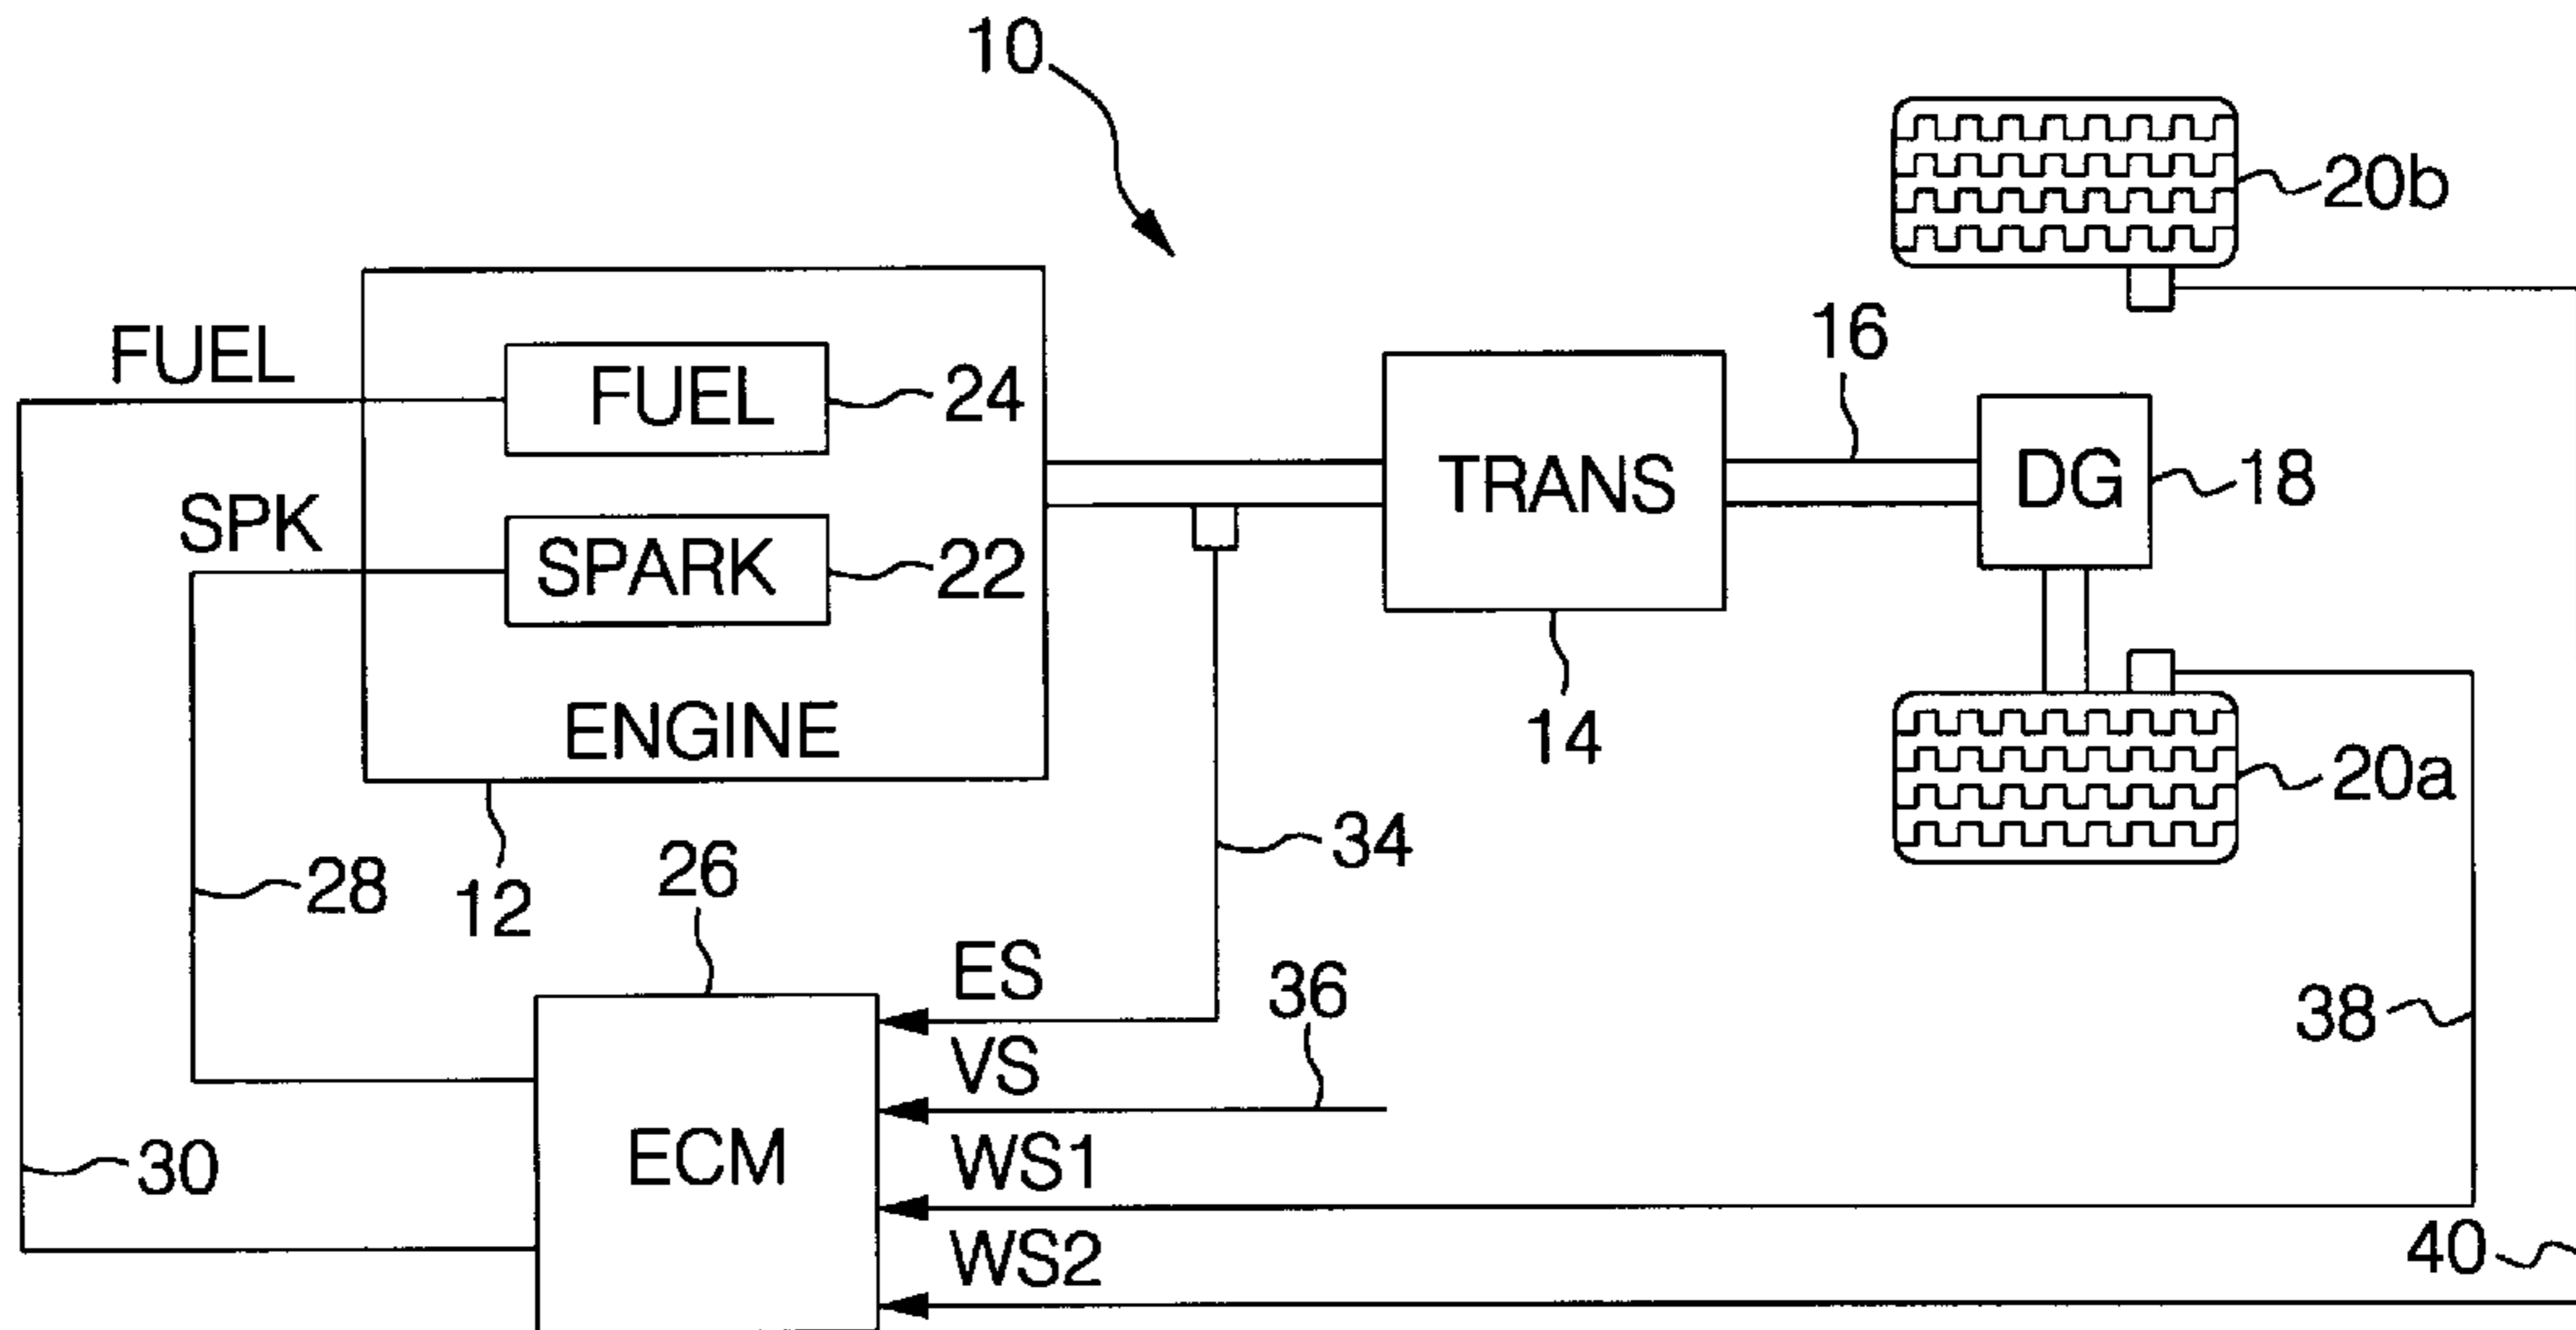 10
20b
FUEL
16
FUEL
24
TRANS
DG
18
SPK
SPARK
22
ENGINE
14
20a
28
12
26
34
ES
36
38
VS
ECM
WS1
30
WS2
40